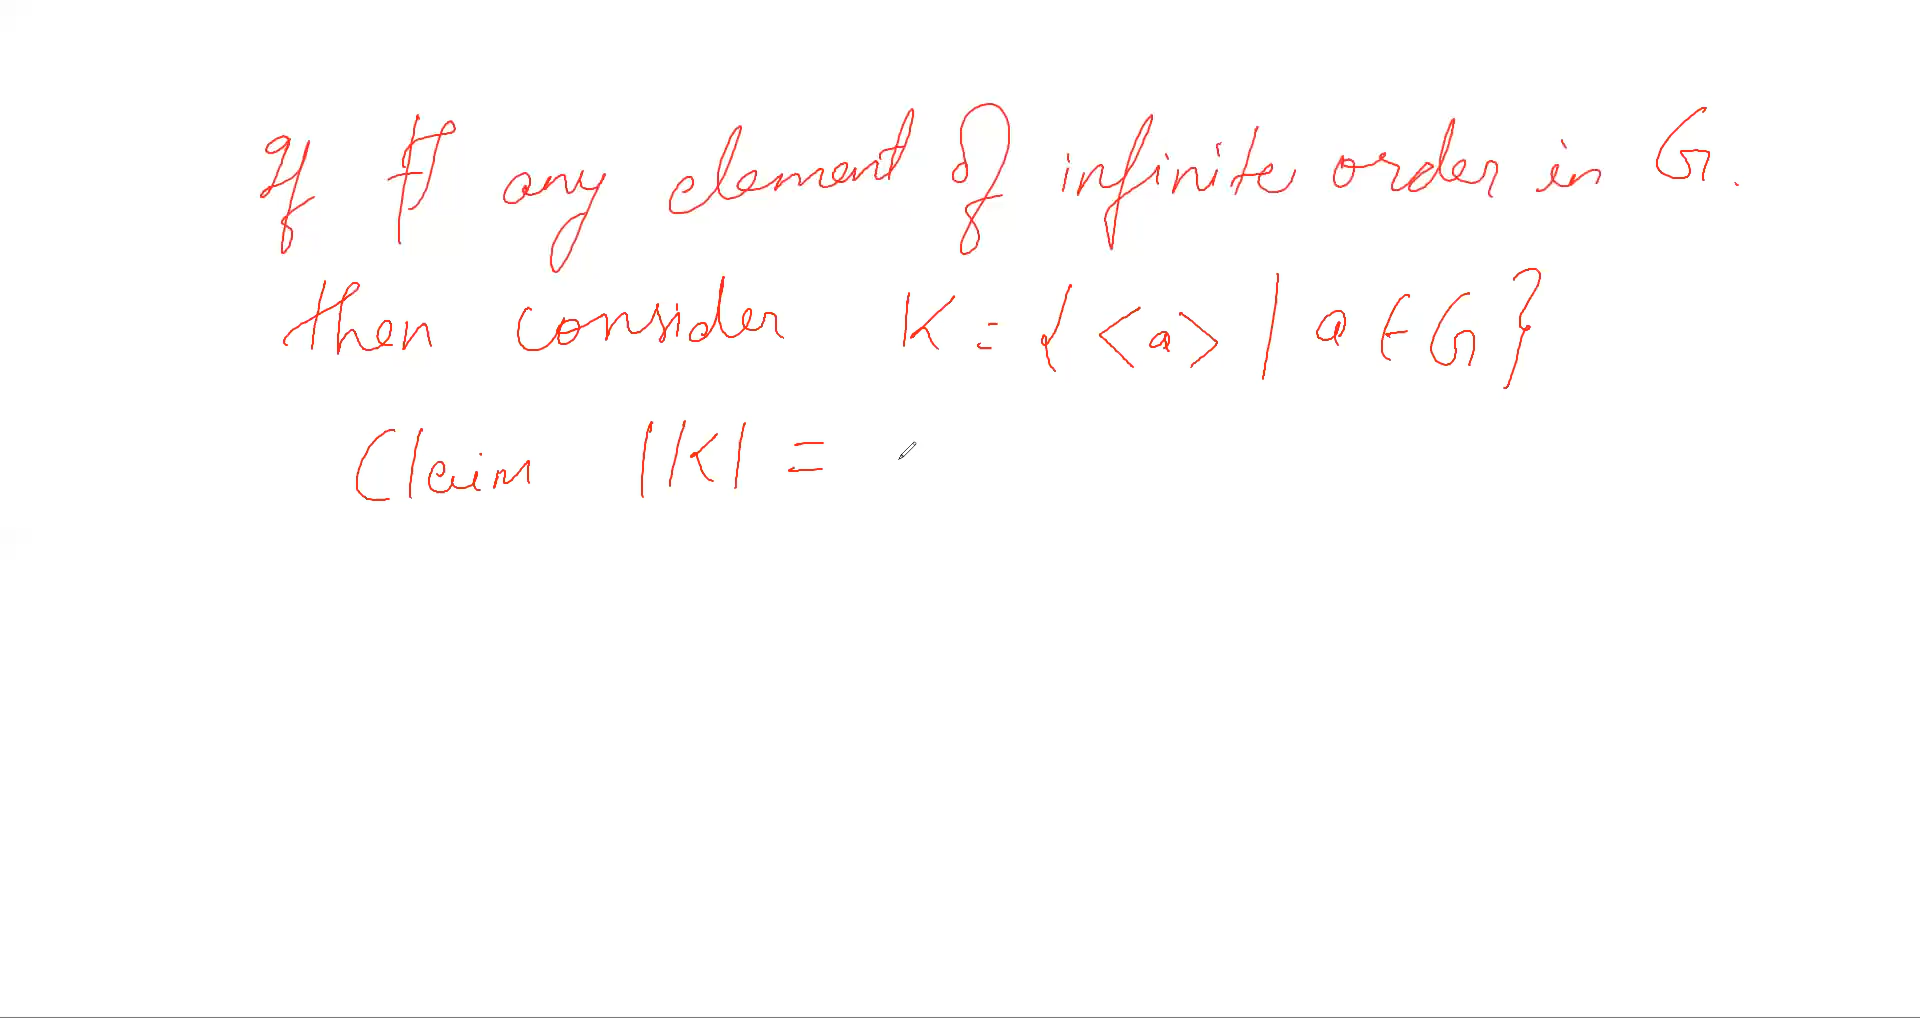 If ∄ any element of infinite order in G.
then consider K = { <a> | a ∈ G }
Claim |K| =